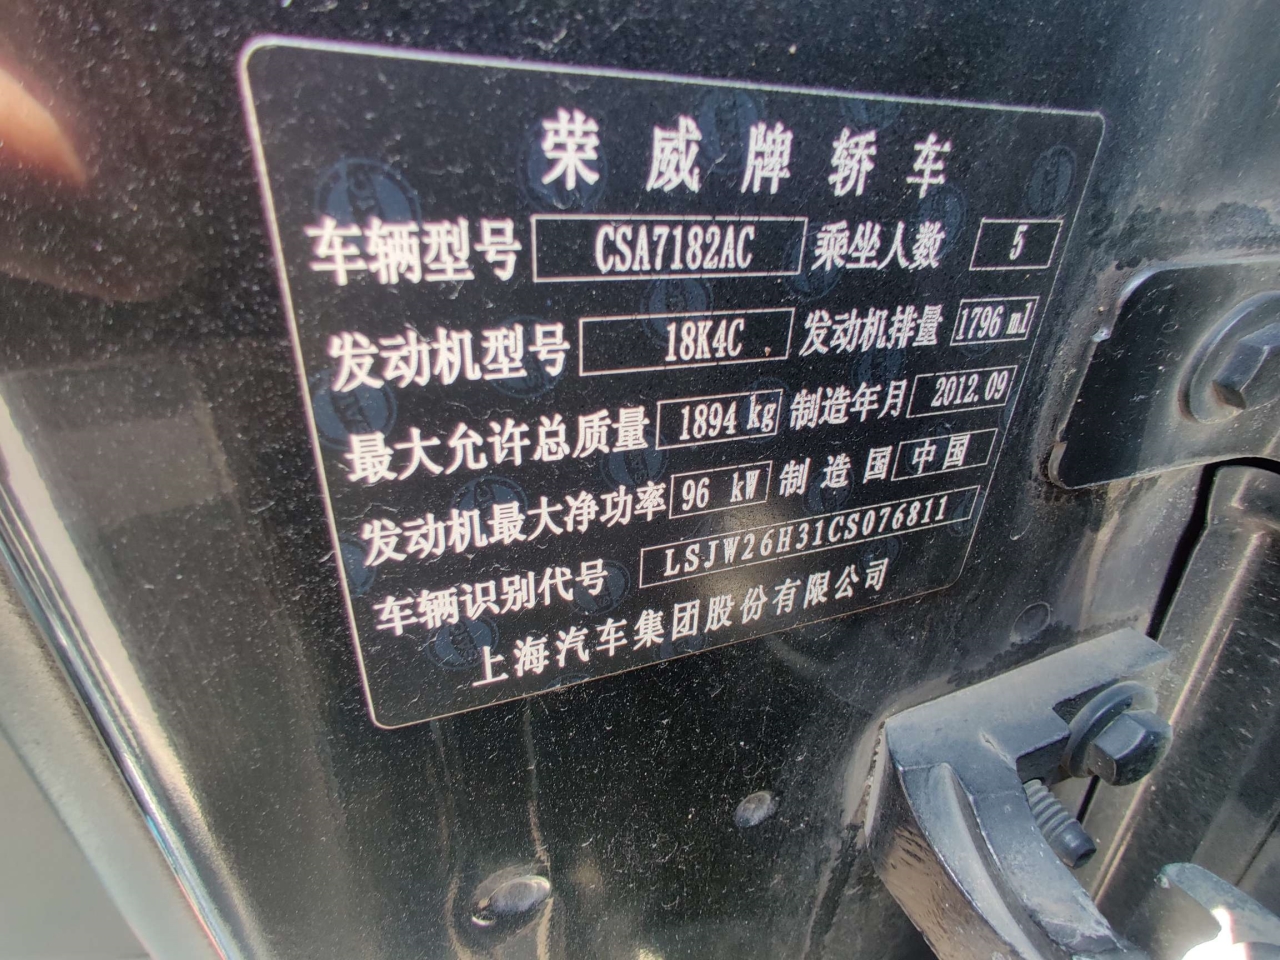 荣威牌轿车
车辆型号 CSA7182AC 乘坐人数 5
发动机型号 18K4C 发动机排量 1796 ml
最大允许总质量 1894 kg 制造年月 2012.09
发动机最大净功率 96 kW 制造国 中国
车辆识别代号 LSJW26H31CS076811
上海汽车集团股份有限公司